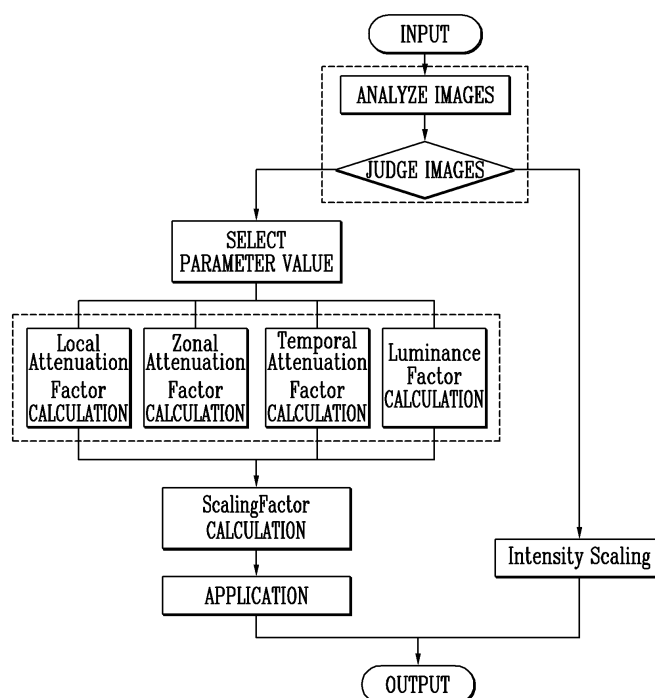 INPUT
ANALYZE IMAGES
JUDGE IMAGES
SELECT
PARAMETER VALUE
Local
Attenuation
Factor
CALCULATION
Zonal
Attenuation
Factor
CALCULATION
Temporal
Attenuation
Factor
CALCULATION
Luminance
Factor
CALCULATION
ScalingFactor
CALCULATION
Intensity Scaling
APPLICATION
OUTPUT